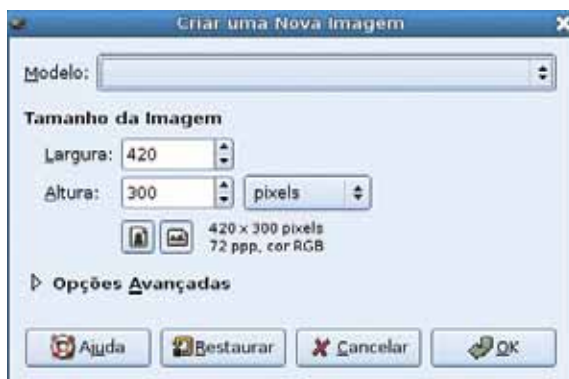 Criar uma Nova Imagem
Modelo:
Tamanho da Imagem
Largura: 420
Altura: 300 pixels
420 x 300 pixels
72 ppp, cor RGB
Opções Avançadas
Ajuda Restaurar Cancelar OK